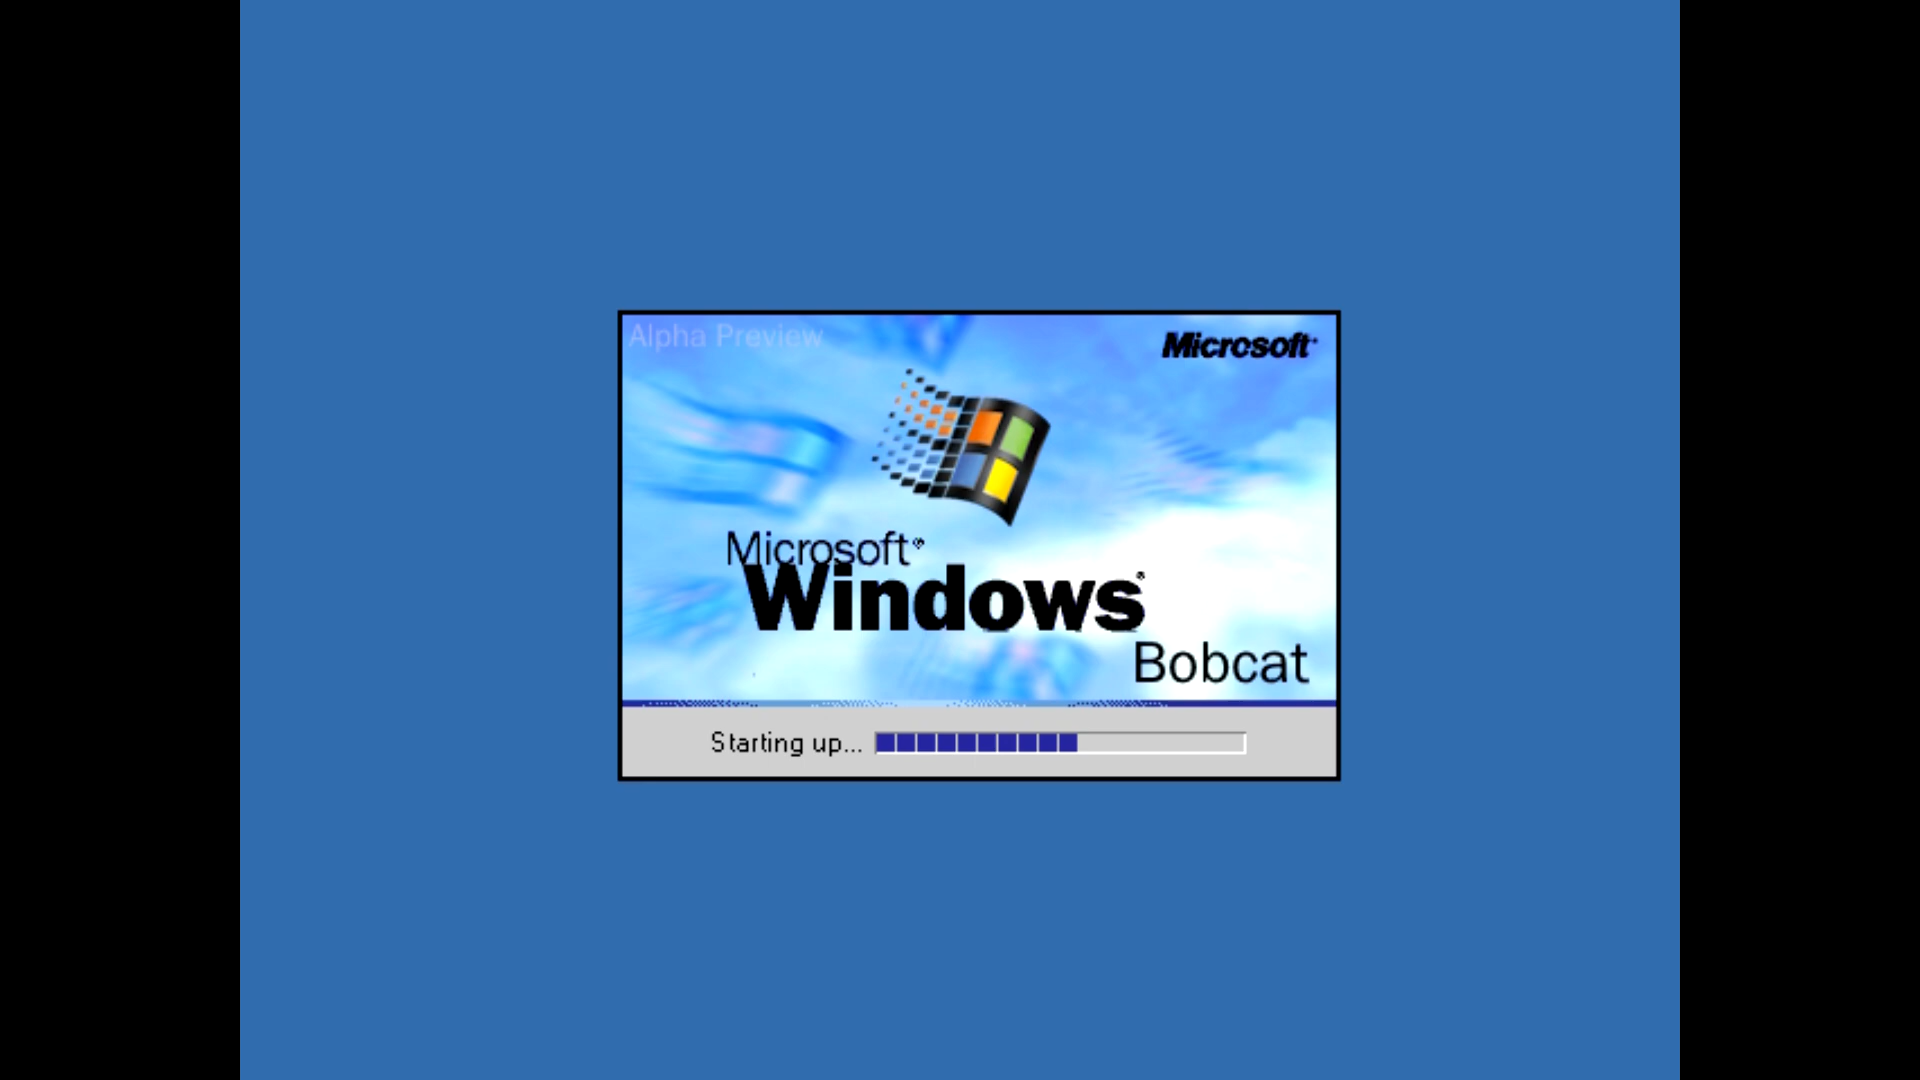 Alpha Preview
Microsoft
Microsoft®
Windows®
Bobcat
Starting up...